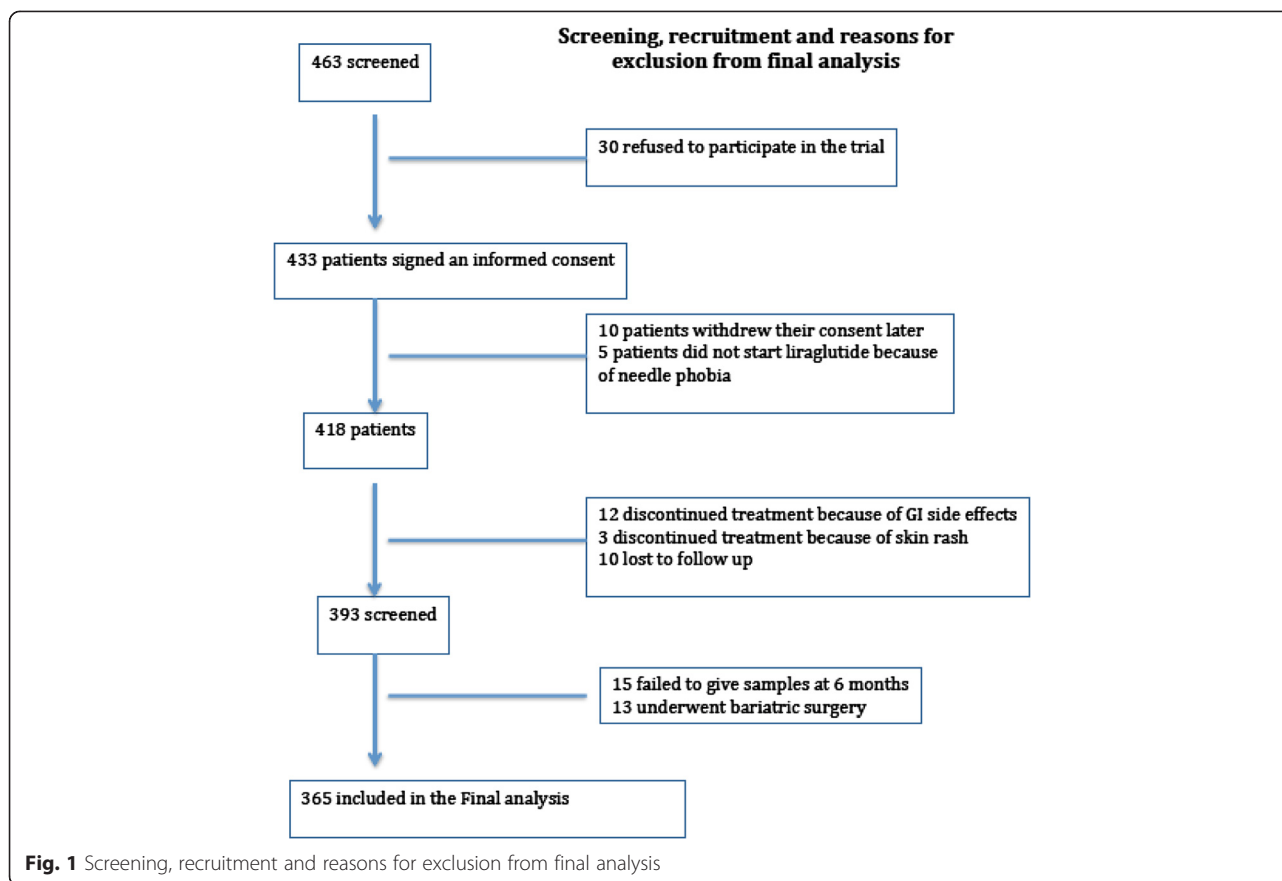 Screening, recruitment and reasons for
exclusion from final analysis
463 screened
30 refused to participate in the trial
433 patients signed an informed consent
10 patients withdrew their consent later
5 patients did not start liraglutide because
of needle phobia
418 patients
12 discontinued treatment because of GI side effects
3 discontinued treatment because of skin rash
10 lost to follow up
393 screened
15 failed to give samples at 6 months
13 underwent bariatric surgery
365 included in the Final analysis
Fig. 1 Screening, recruitment and reasons for exclusion from final analysis